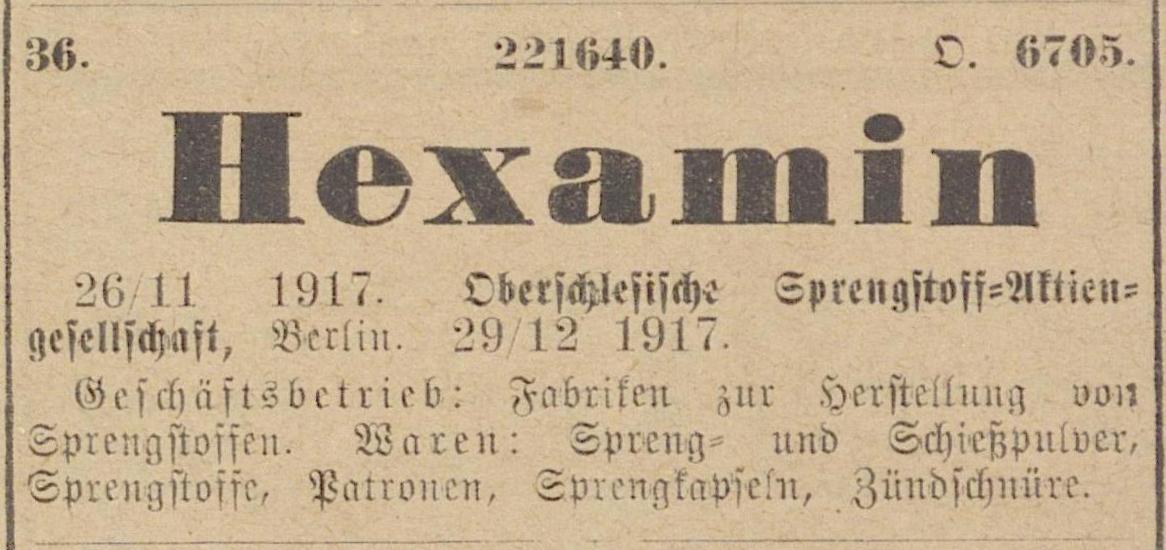 36. 221640. O. 6705.
Hexamin
26/11 1917. Oberschlesische Sprengstoff-Aktien-
gesellschaft, Berlin. 29/12 1917.
Geschäftsbetrieb: Fabriken zur Herstellung von
Sprengstoffen. Waren: Spreng- und Schießpulver,
Sprengstoffe, Patronen, Sprengkapseln, Zündschnüre.